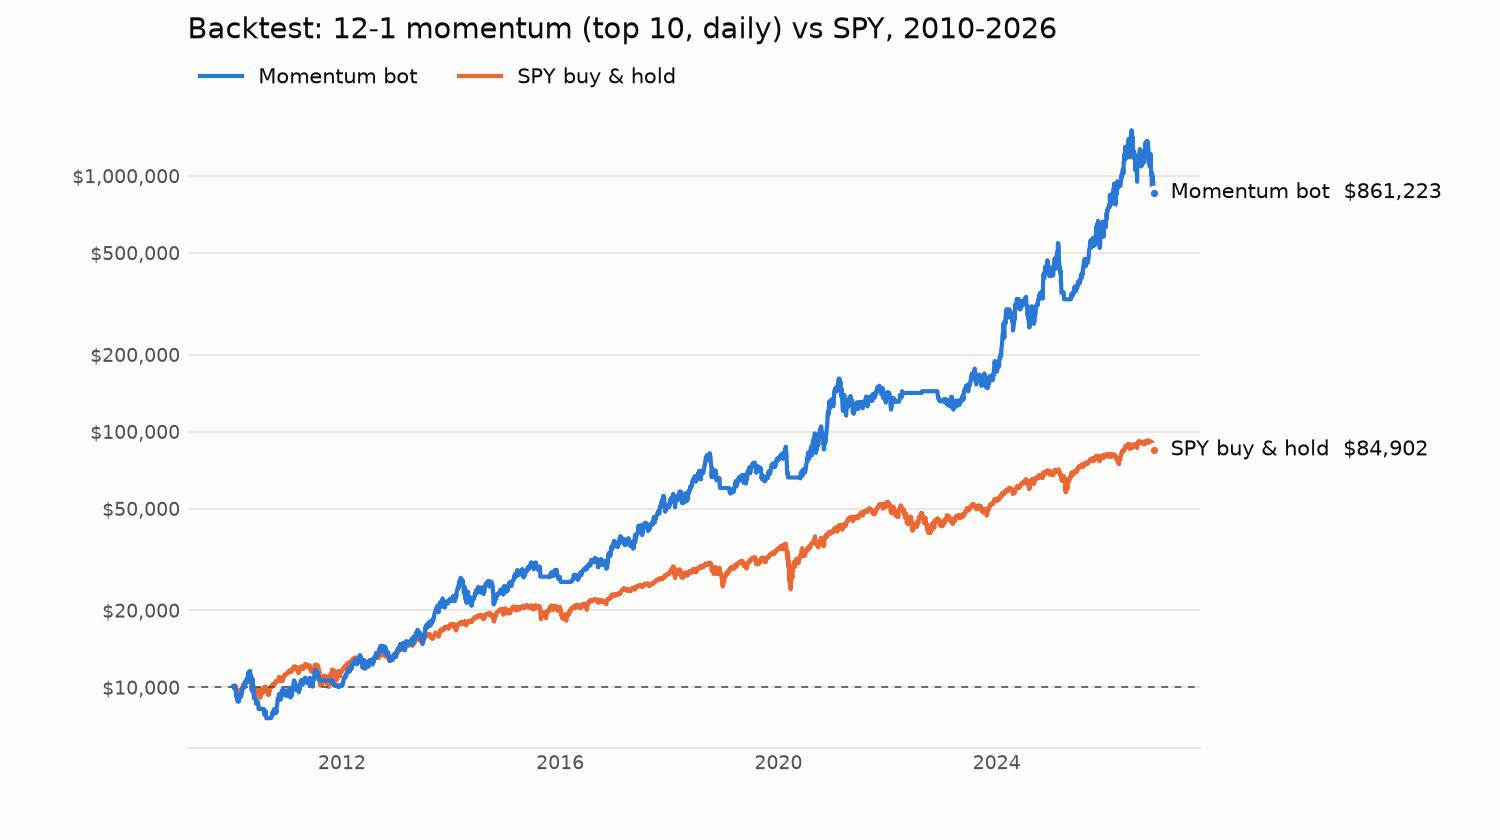 Backtest: 12-1 momentum (top 10, daily) vs SPY, 2010-2026
Momentum bot SPY buy & hold
$1,000,000
Momentum bot $861,223
$500,000
$200,000
$100,000
SPY buy & hold $84,902
$50,000
$20,000
$10,000
2012 2016 2020 2024